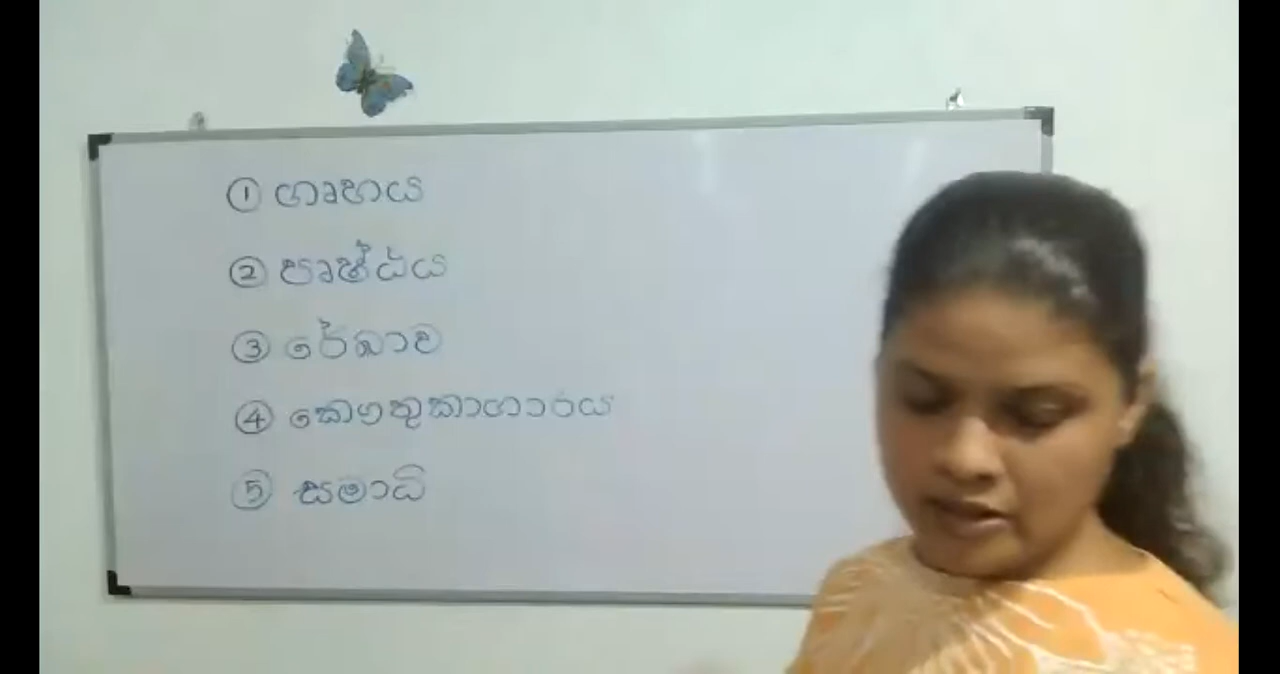 ① ගෘහය
② පෘෂ්ඨය
③ රේඛාව
④ කෞතුකාගාරය
⑤ සමාධි